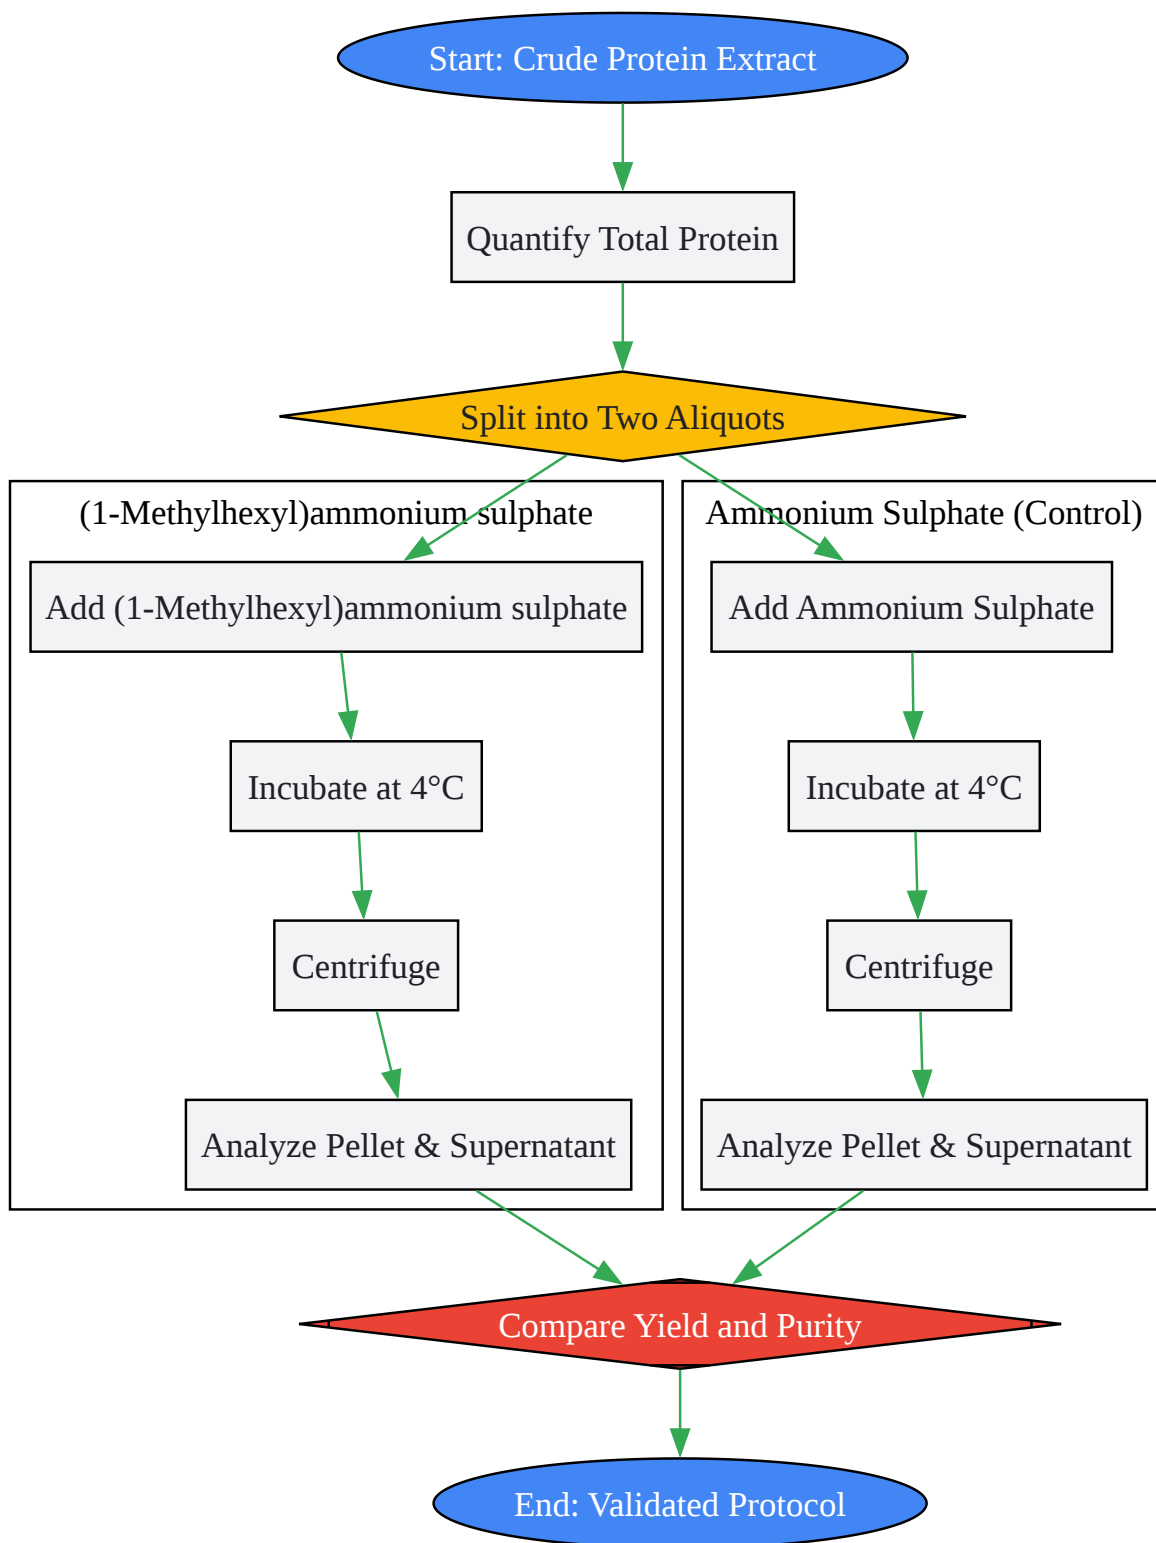 Start: Crude Protein Extract
Quantify Total Protein
Split into Two Aliquots
(1-Methylhexyl)ammonium sulphate
Add (1-Methylhexyl)ammonium sulphate
Incubate at 4°C
Centrifuge
Analyze Pellet & Supernatant
Ammonium Sulphate (Control)
Add Ammonium Sulphate
Incubate at 4°C
Centrifuge
Analyze Pellet & Supernatant
Compare Yield and Purity
End: Validated Protocol